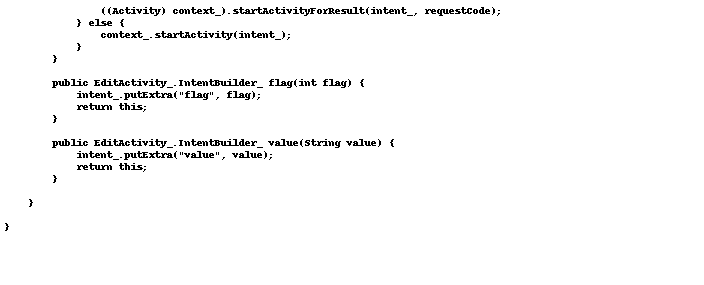 ((Activity) context_).startActivityForResult(intent_, requestCode);
} else {
context_.startActivity(intent_);
}
}
public EditActivity_.IntentBuilder_ flag(int flag) {
intent_.putExtra("flag", flag);
return this;
}
public EditActivity_.IntentBuilder_ value(String value) {
intent_.putExtra("value", value);
return this;
}
}
}